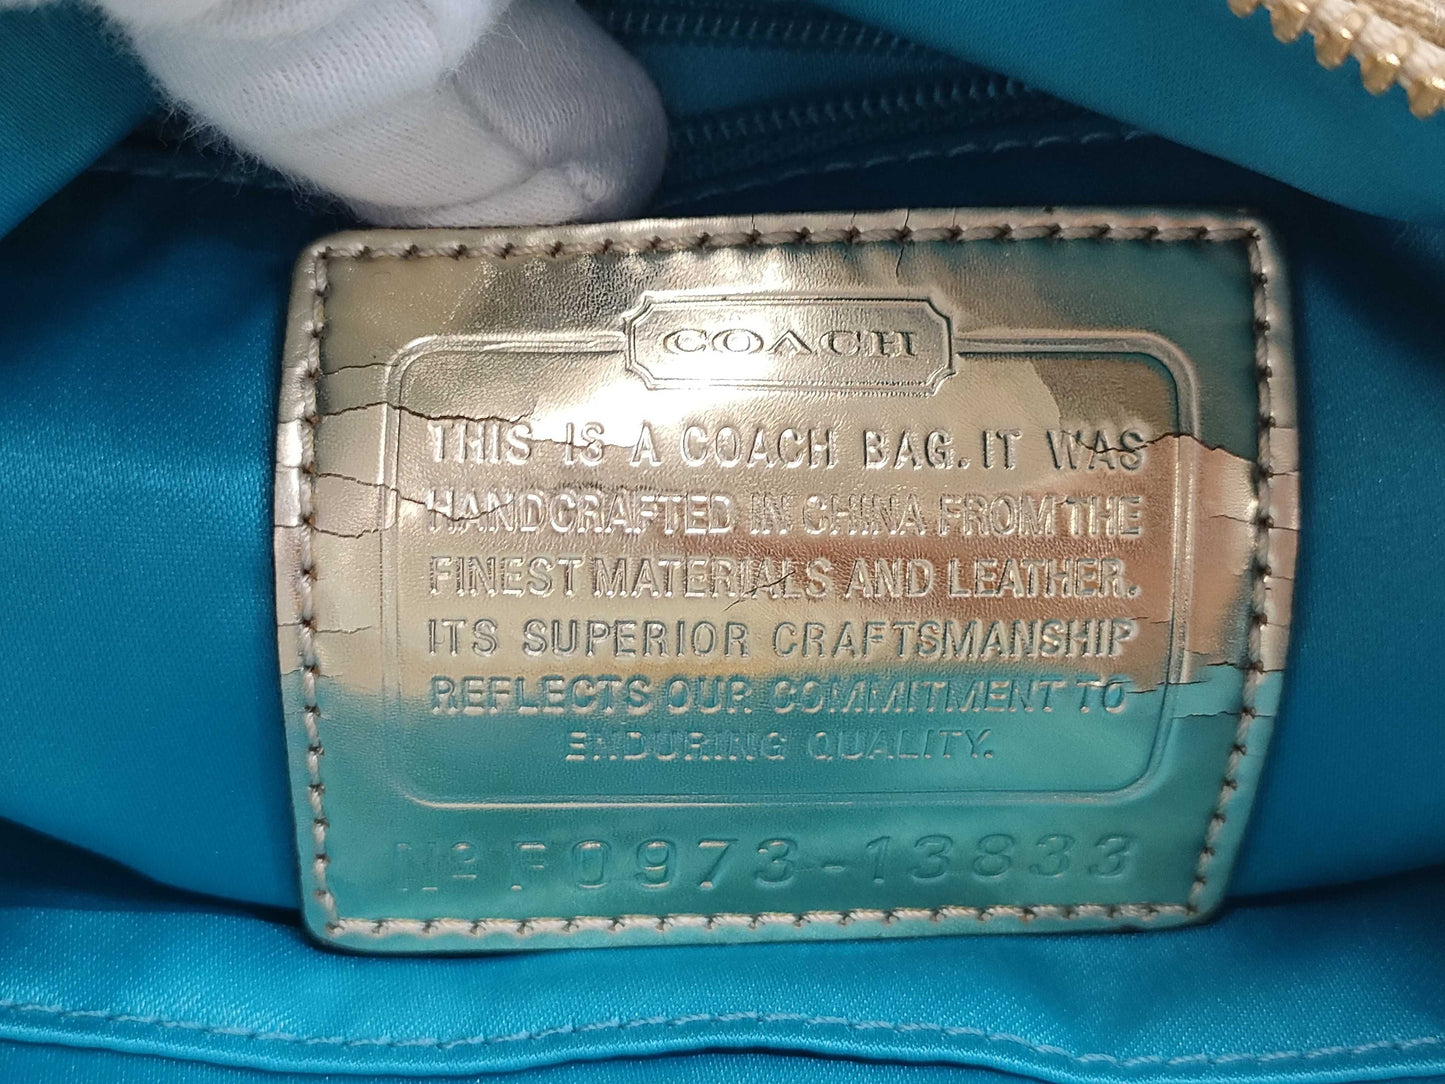 COACH
THIS IS A COACH BAG. IT WAS
HANDCRAFTED IN CHINA FROM THE
FINEST MATERIALS AND LEATHER.
ITS SUPERIOR CRAFTSMANSHIP
REFLECTS OUR COMMITMENT TO
ENDURING QUALITY.
Nº F0973-13833